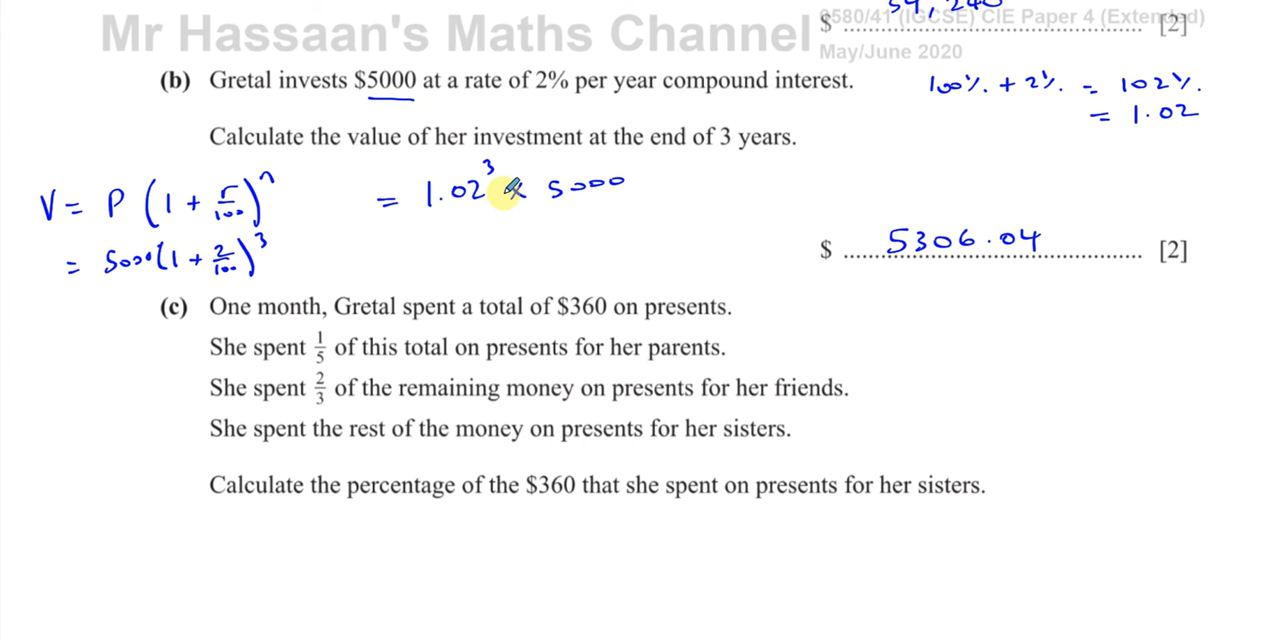 54,240
Mr Hassaan's Maths Channel
$ .......... [2]
0580/41 (IGCSE) CIE Paper 4 (Extended)
May/June 2020
(b) Gretal invests $5000 at a rate of 2% per year compound interest.
100% + 2% = 102%
= 1.02
Calculate the value of her investment at the end of 3 years.
V = P (1 + r/100)^n
= 1.02^3 × 5000
= 5000(1 + 2/100)^3
$ ..... 5306.04 ..... [2]
(c) One month, Gretal spent a total of $360 on presents.
She spent 1/5 of this total on presents for her parents.
She spent 2/3 of the remaining money on presents for her friends.
She spent the rest of the money on presents for her sisters.
Calculate the percentage of the $360 that she spent on presents for her sisters.